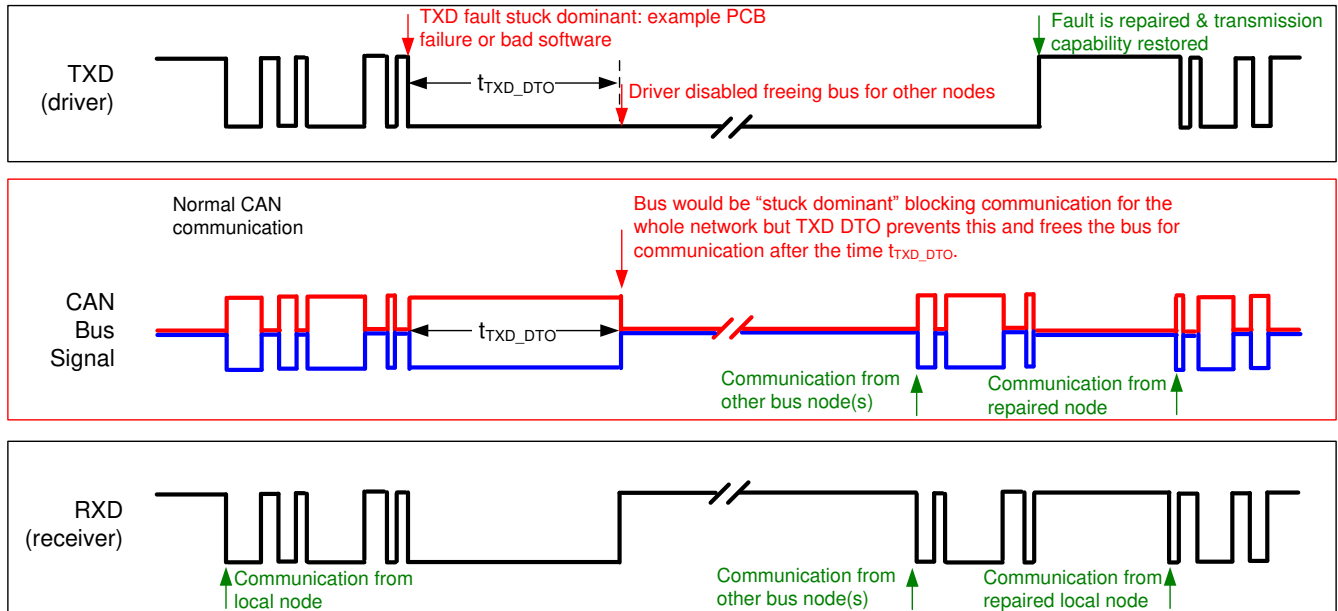 TXD fault stuck dominant: example PCB
failure or bad software
Fault is repaired & transmission
capability restored
TXD
(driver)
tTXD_DTO
Driver disabled freeing bus for other nodes
Normal CAN
communication
Bus would be “stuck dominant” blocking communication for the
whole network but TXD DTO prevents this and frees the bus for
communication after the time tTXD_DTO.
CAN
Bus
Signal
tTXD_DTO
Communication from
other bus node(s)
Communication from
repaired node
RXD
(receiver)
Communication from
local node
Communication from
other bus node(s)
Communication from
repaired local node